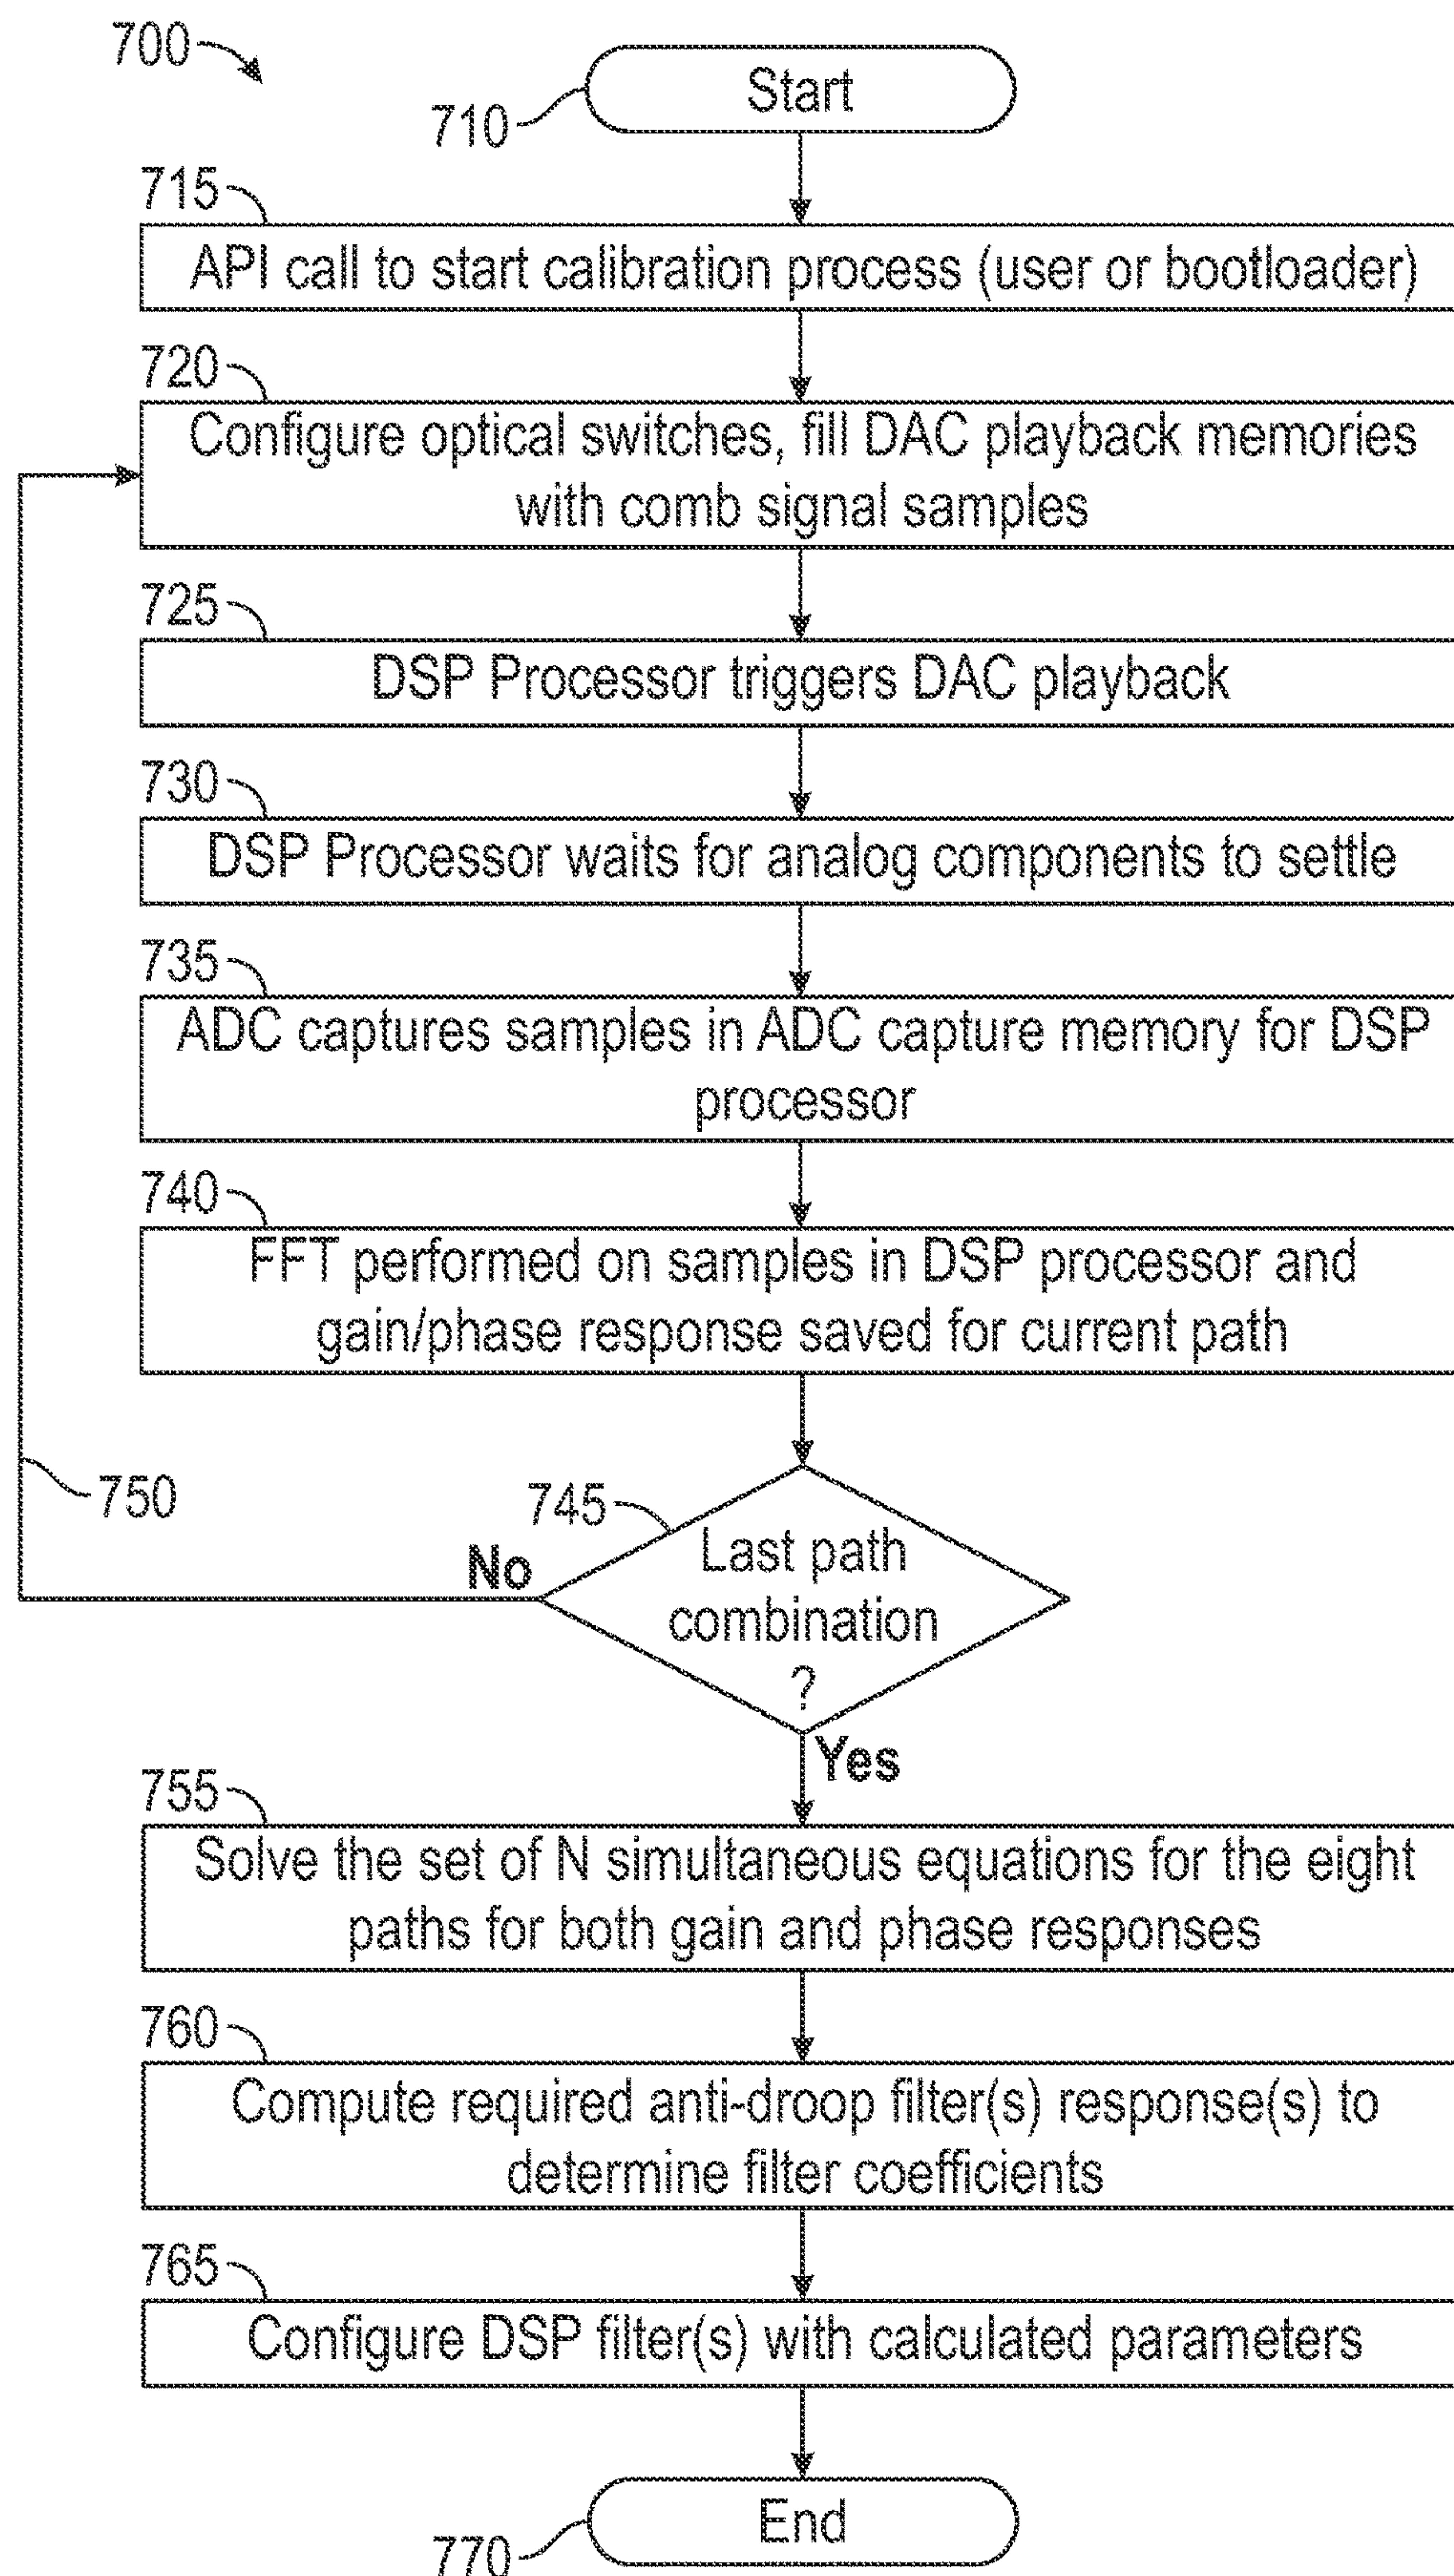 700
Start
710
715
API call to start calibration process (user or bootloader)
720
Configure optical switches, fill DAC playback memories
with comb signal samples
725
DSP Processor triggers DAC playback
730
DSP Processor waits for analog components to settle
735
ADC captures samples in ADC capture memory for DSP
processor
740
FFT performed on samples in DSP processor and
gain/phase response saved for current path
750
745
Last path
combination
?
No
Yes
755
Solve the set of N simultaneous equations for the eight
paths for both gain and phase responses
760
Compute required anti-droop filter(s) response(s) to
determine filter coefficients
765
Configure DSP filter(s) with calculated parameters
End
770